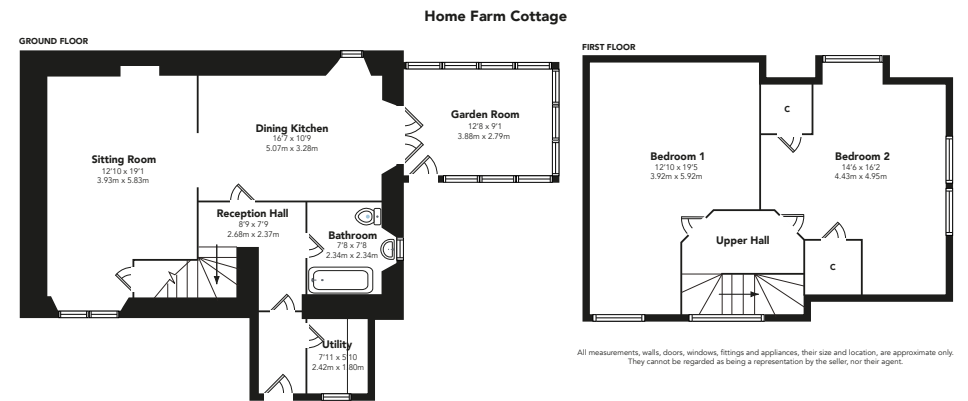 Home Farm Cottage
GROUND FLOOR
Sitting Room
12'10 x 19'1
3.93m x 5.83m
Dining Kitchen
16'7 x 10'9
5.07m x 3.28m
Garden Room
12'8 x 9'1
3.88m x 2.79m
Reception Hall
8'9 x 7'9
2.68m x 2.37m
Bathroom
7'8 x 7'8
2.34m x 2.34m
Utility
7'11 x 5'10
2.42m x 1.80m
FIRST FLOOR
Bedroom 1
12'10 x 19'5
3.92m x 5.92m
C
Bedroom 2
14'6 x 16'2
4.43m x 4.95m
Upper Hall
C
All measurements, walls, doors, windows, fittings and appliances, their size and location, are approximate only.
They cannot be regarded as being a representation by the seller, nor their agent.